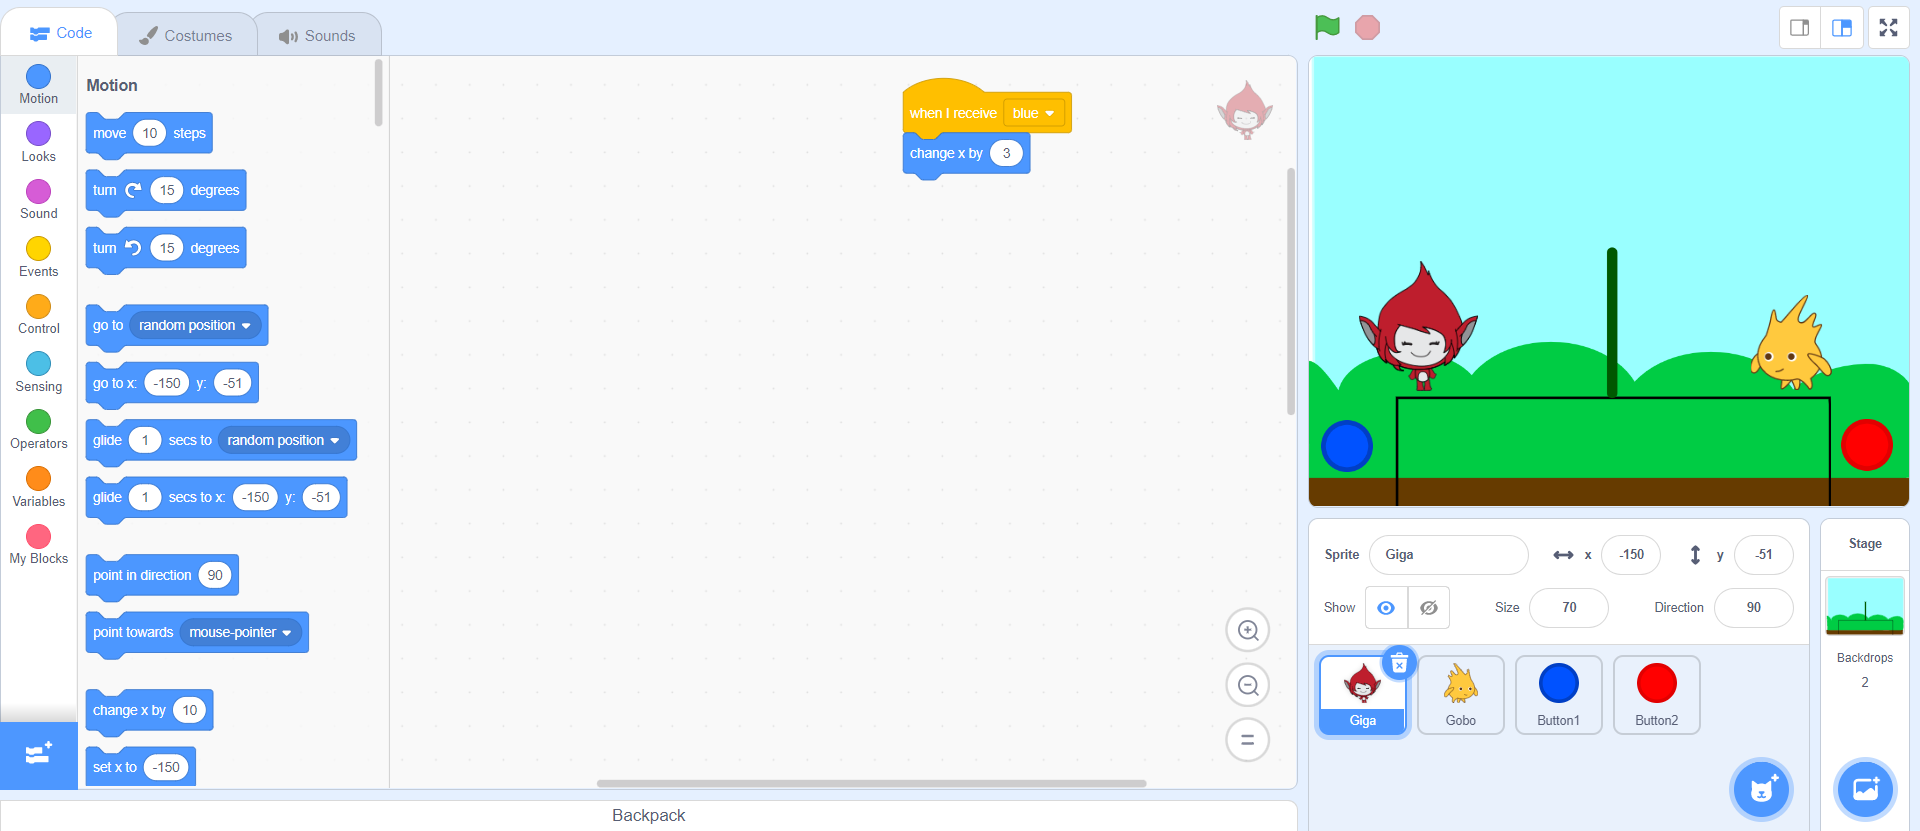 Code
Costumes
Sounds
Motion
Looks
Sound
Events
Control
Sensing
Operators
Variables
My Blocks
Motion
move 10 steps
turn 15 degrees
turn 15 degrees
go to random position
go to x: -150 y: -51
glide 1 secs to random position
glide 1 secs to x: -150 y: -51
point in direction 90
point towards mouse-pointer
change x by 10
set x to -150
when I receive blue
change x by 3
Backpack
Sprite Giga x -150 y -51
Show Size 70 Direction 90
Giga
Gobo
Button1
Button2
Stage
Backdrops
2